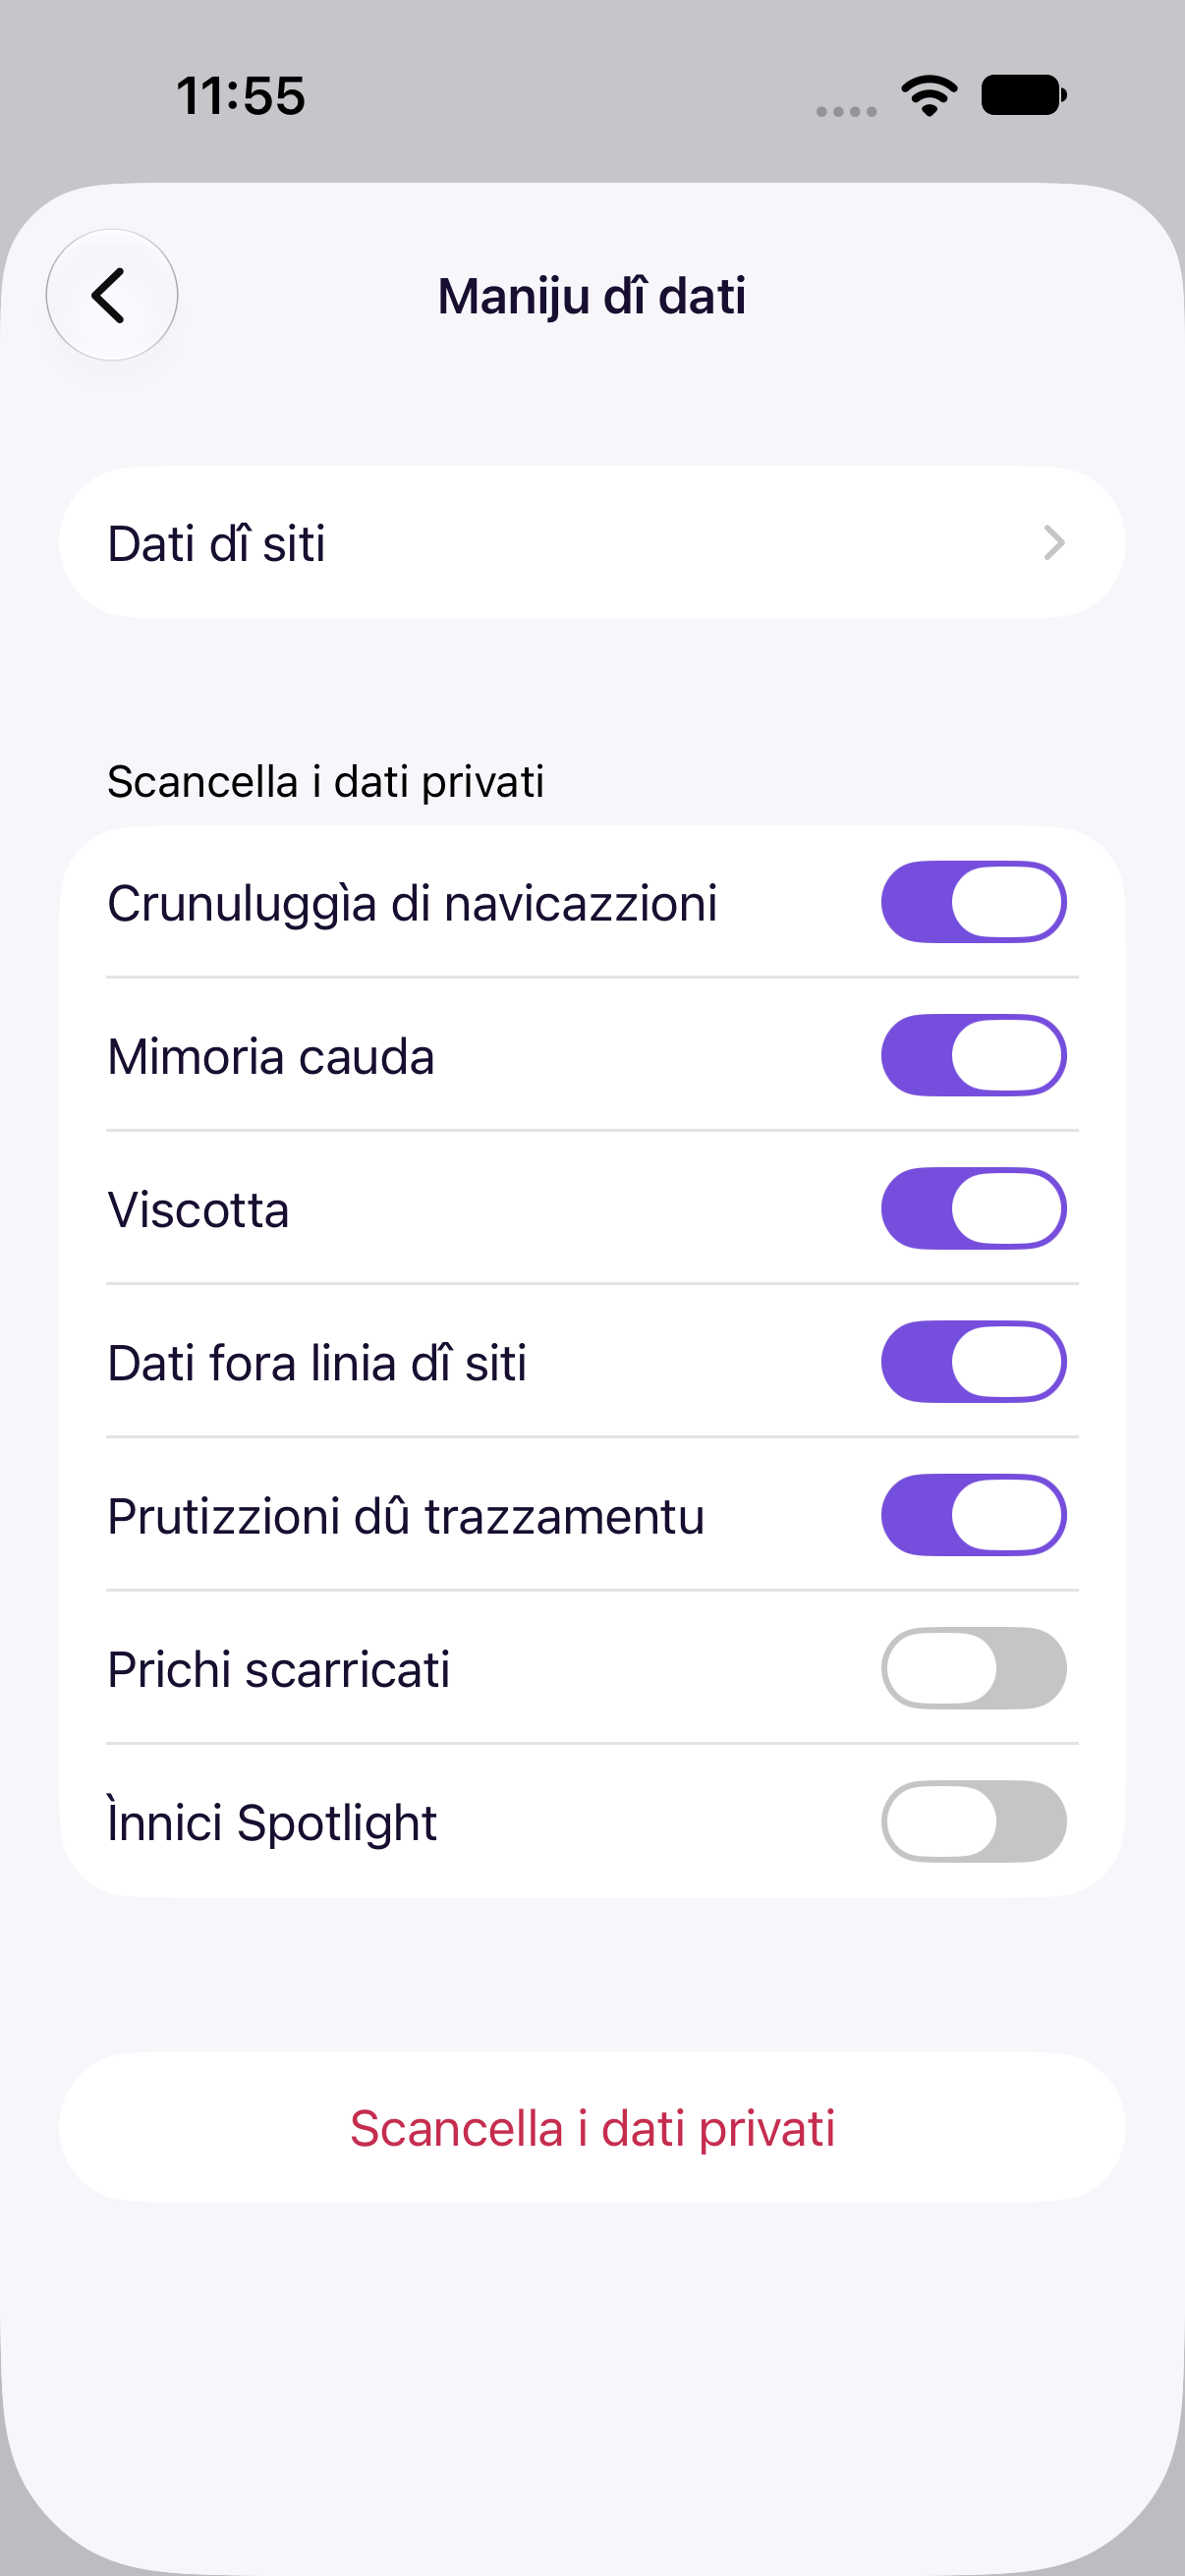 11:55
Maniju dî dati
Dati dî siti
Scancella i dati privati
Crunuluggìa di navicazzioni
Mimoria cauda
Viscotta
Dati fora linia dî siti
Prutizzioni dû trazzamentu
Prichi scarricati
Ìnnici Spotlight
Scancella i dati privati